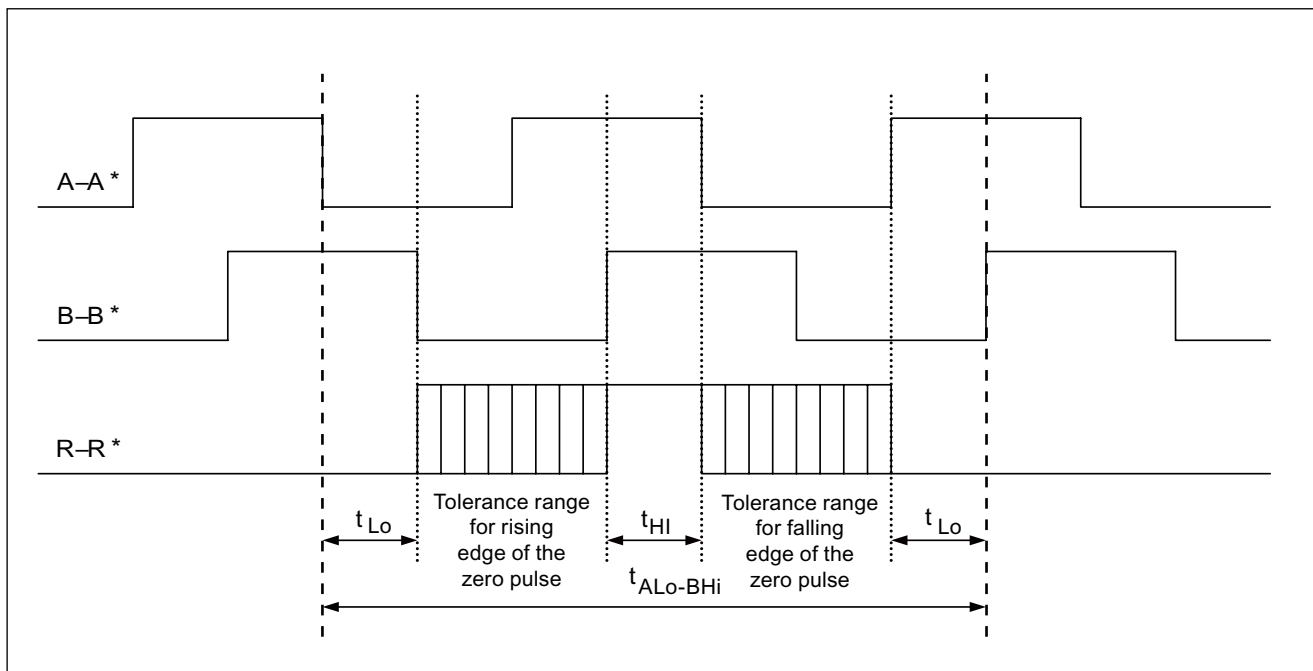 A–A*
B–B*
R–R*
t Lo
Tolerance range
for rising
edge of the
zero pulse
t HI
Tolerance range
for falling
edge of the
zero pulse
t Lo
t ALo-BHi